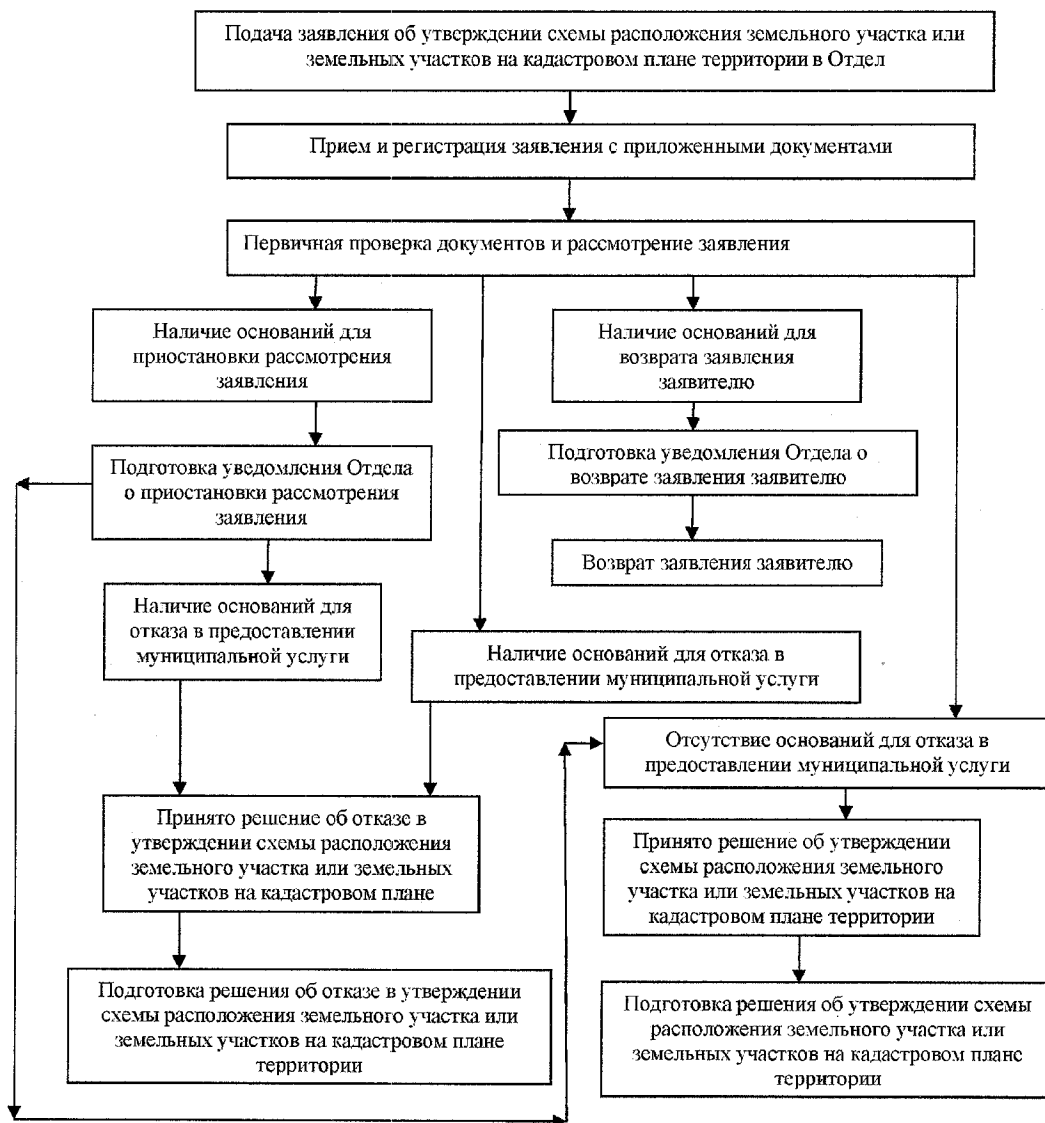 Подача заявления об утверждении схемы расположения земельного участка или
земельных участков на кадастровом плане территории в Отдел
Прием и регистрация заявления с приложенными документами
Первичная проверка документов и рассмотрение заявления
Наличие оснований для
приостановки рассмотрения
заявления
Наличие оснований для
возврата заявления
заявителю
Подготовка уведомления Отдела
о приостановки рассмотрения
заявления
Подготовка уведомления Отдела о
возврате заявления заявителю
Возврат заявления заявителю
Наличие оснований для
отказа в предоставлении
муниципальной услуги
Наличие оснований для отказа в
предоставлении муниципальной услуги
Отсутствие оснований для отказа в
предоставлении муниципальной услуги
Принято решение об отказе в
утверждении схемы расположения
земельного участка или земельных
участков на кадастровом плане
Принято решение об утверждении
схемы расположения земельного
участка или земельных участков на
кадастровом плане территории
Подготовка решения об отказе в утверждении
схемы расположения земельного участка или
земельных участков на кадастровом плане
территории
Подготовка решения об утверждении схемы
расположения земельного участка или
земельных участков на кадастровом плане
территории